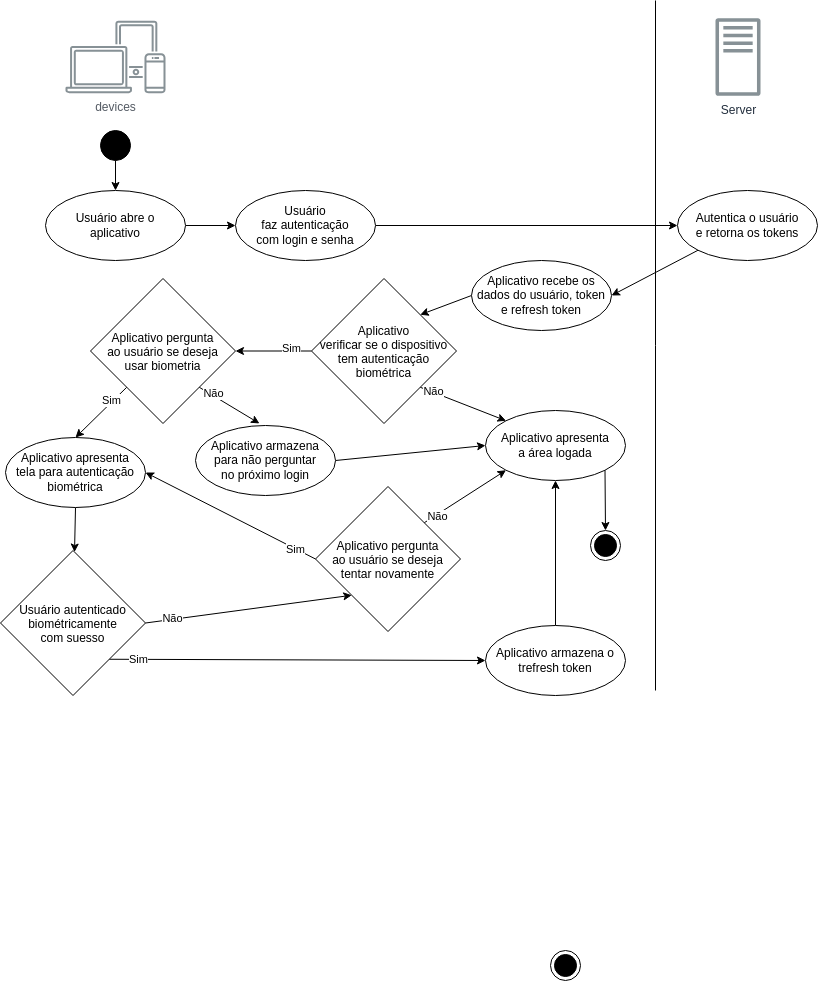 devices
Server
Usuário abre o
aplicativo
Usuário
faz autenticação
com login e senha
Autentica o usuário
e retorna os tokens
Aplicativo recebe os
dados do usuário, token
e refresh token
Aplicativo
verificar se o dispositivo
tem autenticação
biométrica
Sim
Não
Aplicativo pergunta
ao usuário se deseja
usar biometria
Sim
Não
Aplicativo armazena
para não perguntar
no próximo login
Aplicativo apresenta
a área logada
Aplicativo apresenta
tela para autenticação
biométrica
Aplicativo pergunta
ao usuário se deseja
tentar novamente
Não
Sim
Usuário autenticado
biométricamente
com suesso
Não
Sim
Aplicativo armazena o
trefresh token